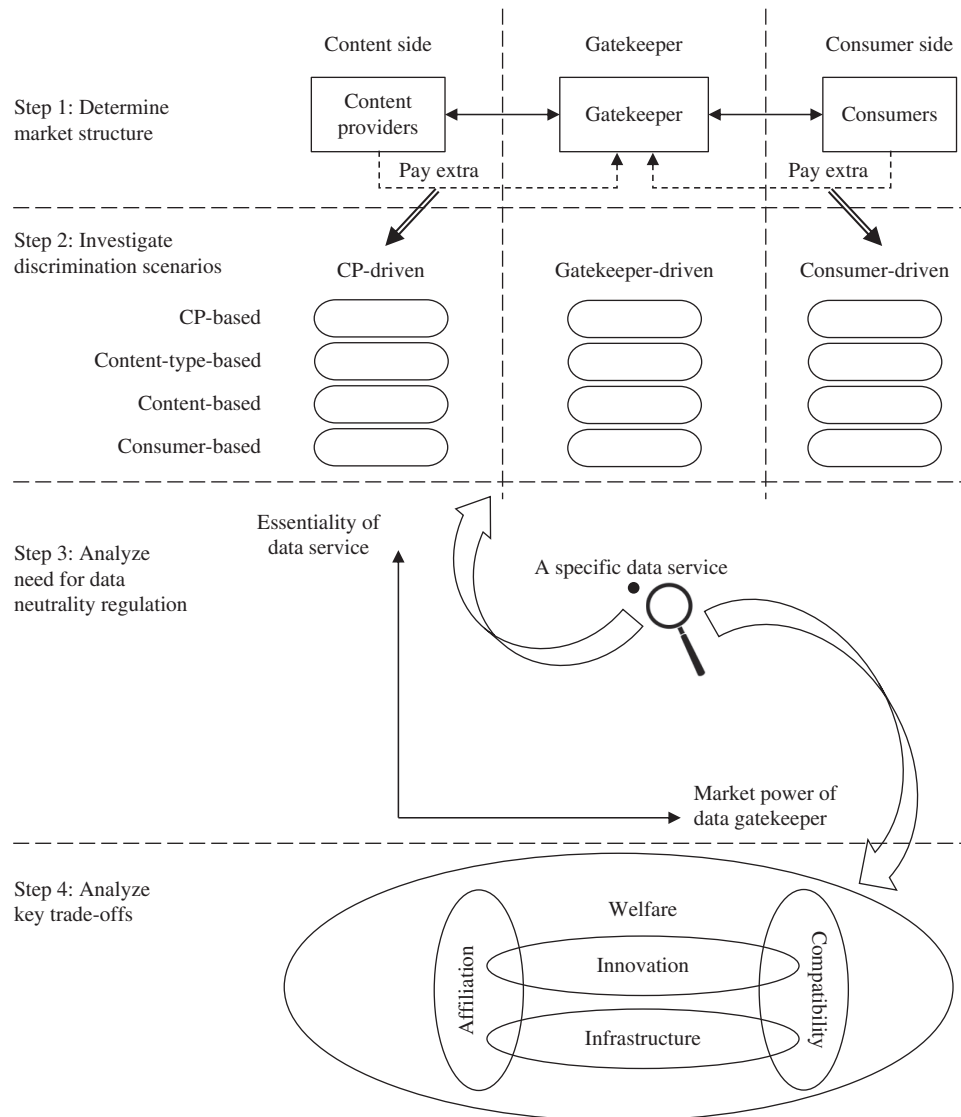 Content side
Gatekeeper
Consumer side
Step 1: Determine
market structure
Content
providers
Gatekeeper
Consumers
Pay extra
Pay extra
Step 2: Investigate
discrimination scenarios
CP-driven
Gatekeeper-driven
Consumer-driven
CP-based
Content-type-based
Content-based
Consumer-based
Step 3: Analyze
need for data
neutrality regulation
Essentiality of
data service
A specific data service
Market power of
data gatekeeper
Step 4: Analyze
key trade-offs
Welfare
Affiliation
Innovation
Infrastructure
Compatibility